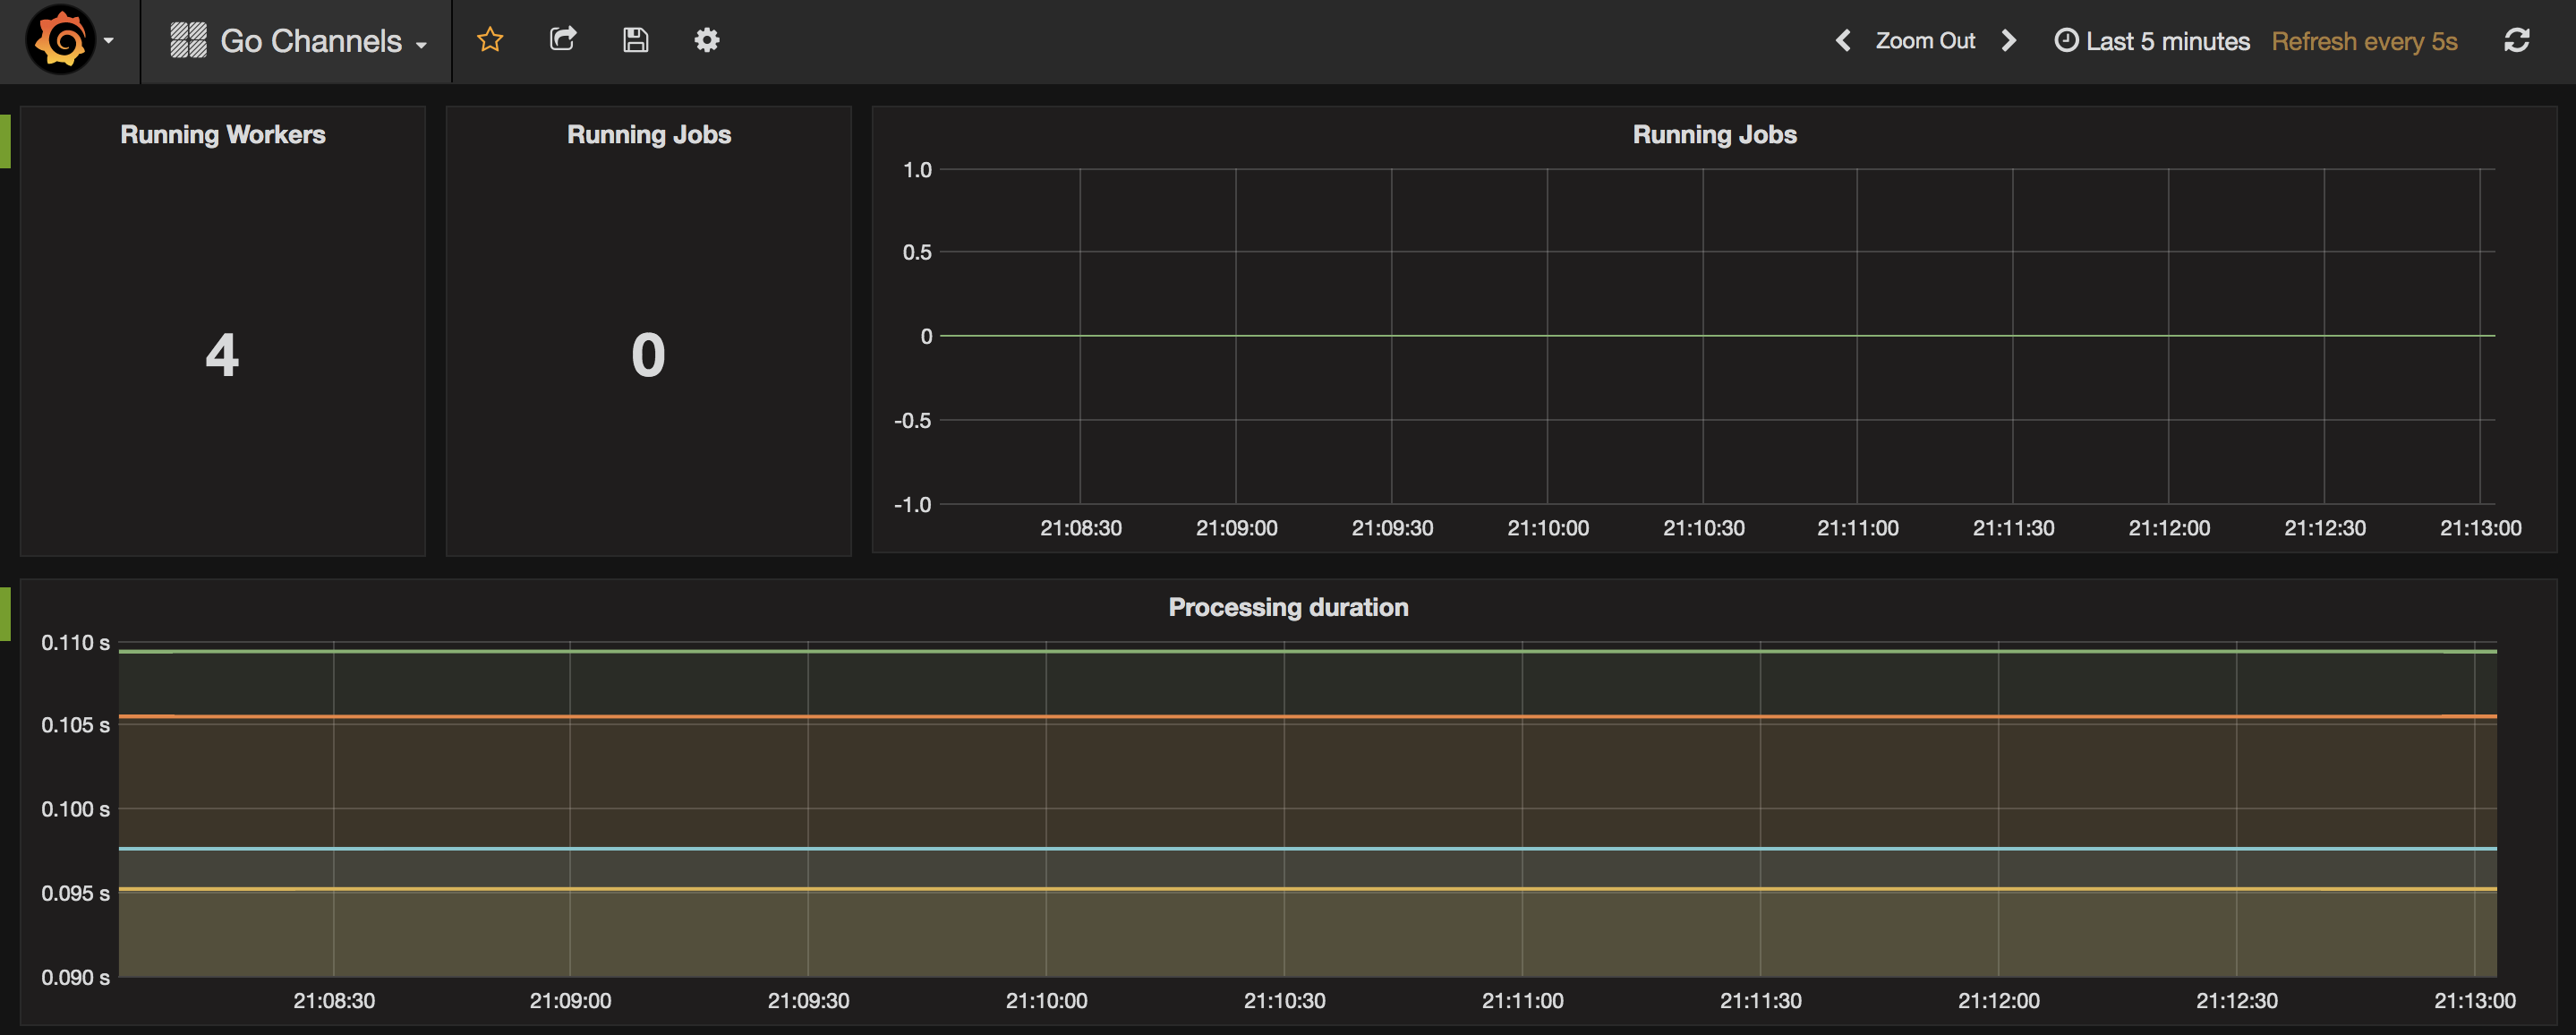 Go Channels
Zoom Out
Last 5 minutes
Refresh every 5s
Running Workers
4
Running Jobs
0
Running Jobs
1.0
0.5
0
-0.5
-1.0
21:08:30 21:09:00 21:09:30 21:10:00 21:10:30 21:11:00 21:11:30 21:12:00 21:12:30 21:13:00
Processing duration
0.110 s
0.105 s
0.100 s
0.095 s
0.090 s
21:08:30 21:09:00 21:09:30 21:10:00 21:10:30 21:11:00 21:11:30 21:12:00 21:12:30 21:13:00